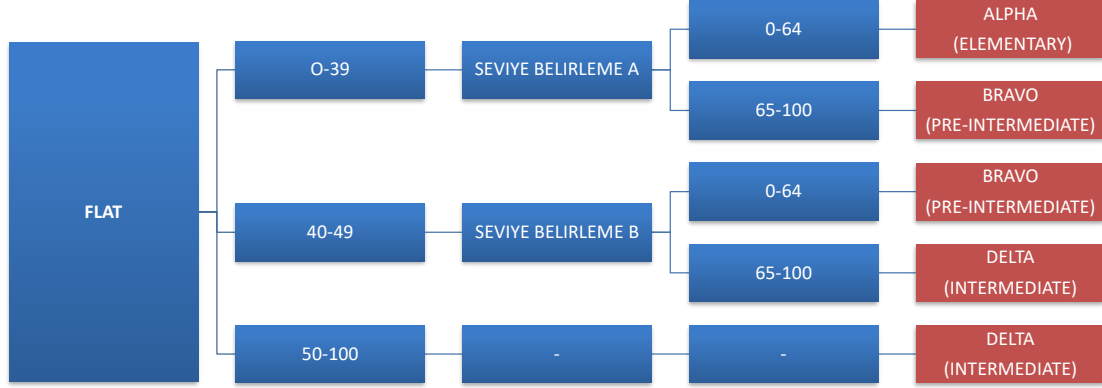 FLAT
O-39
SEVIYE BELIRLEME A
0-64
ALPHA
(ELEMENTARY)
65-100
BRAVO
(PRE-INTERMEDIATE)
40-49
SEVIYE BELIRLEME B
0-64
BRAVO
(PRE-INTERMEDIATE)
65-100
DELTA
(INTERMEDIATE)
50-100
-
-
DELTA
(INTERMEDIATE)